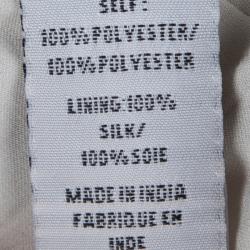 SELF:
100% POLYESTER/
100% POLYESTER
LINING: 100%
SILK/
100% SOIE
MADE IN INDIA
FABRIQUE EN
INDE